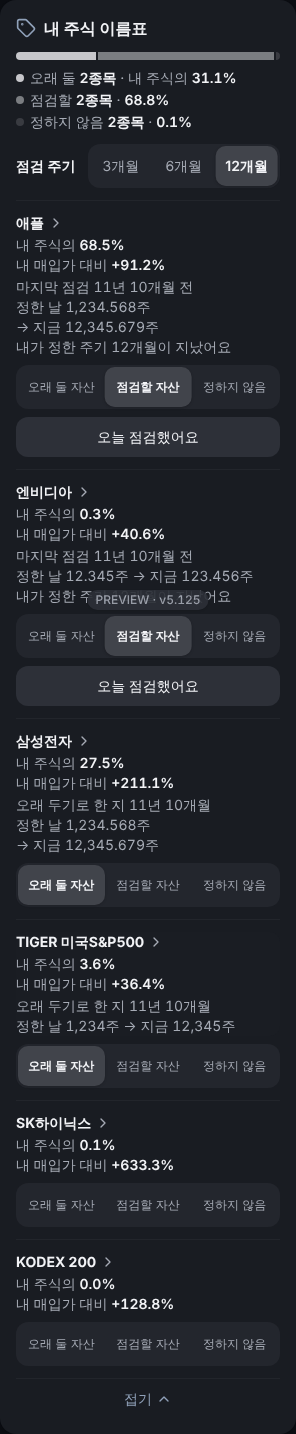 내 주식 이름표
오래 둘 2종목 · 내 주식의 31.1%
점검할 2종목 · 68.8%
정하지 않음 2종목 · 0.1%
점검 주기 3개월 6개월 12개월
애플
내 주식의 68.5%
내 매입가 대비 +91.2%
마지막 점검 11년 10개월 전
정한 날 1,234.568주
→ 지금 12,345.679주
내가 정한 주기 12개월이 지났어요
오래 둘 자산 점검할 자산 정하지 않음
오늘 점검했어요
엔비디아
내 주식의 0.3%
내 매입가 대비 +40.6%
마지막 점검 11년 10개월 전
정한 날 12.345주 → 지금 123.456주
내가 정한
PREVIEW · v5.125
오래 둘 자산 점검할 자산 정하지 않음
오늘 점검했어요
삼성전자
내 주식의 27.5%
내 매입가 대비 +211.1%
오래 두기로 한 지 11년 10개월
정한 날 1,234.568주
→ 지금 12,345.679주
오래 둘 자산 점검할 자산 정하지 않음
TIGER 미국S&P500
내 주식의 3.6%
내 매입가 대비 +36.4%
오래 두기로 한 지 11년 10개월
정한 날 1,234주 → 지금 12,345주
오래 둘 자산 점검할 자산 정하지 않음
SK하이닉스
내 주식의 0.1%
내 매입가 대비 +633.3%
오래 둘 자산 점검할 자산 정하지 않음
KODEX 200
내 주식의 0.0%
내 매입가 대비 +128.8%
오래 둘 자산 점검할 자산 정하지 않음
접기